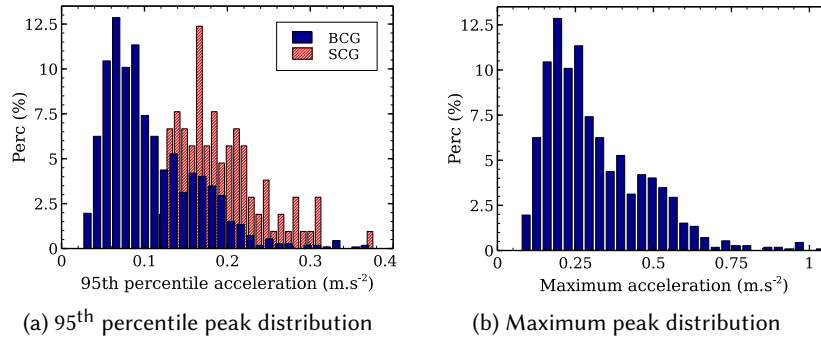 12.5
10
7.5
5
2.5
0
Perc (%)
BCG
SCG
0
0.1
0.2
0.3
0.4
95th percentile acceleration (m.s-2)
(a) 95th percentile peak distribution
12.5
10
7.5
5
2.5
0
Perc (%)
0
0.25
0.5
0.75
1
Maximum acceleration (m.s-2)
(b) Maximum peak distribution